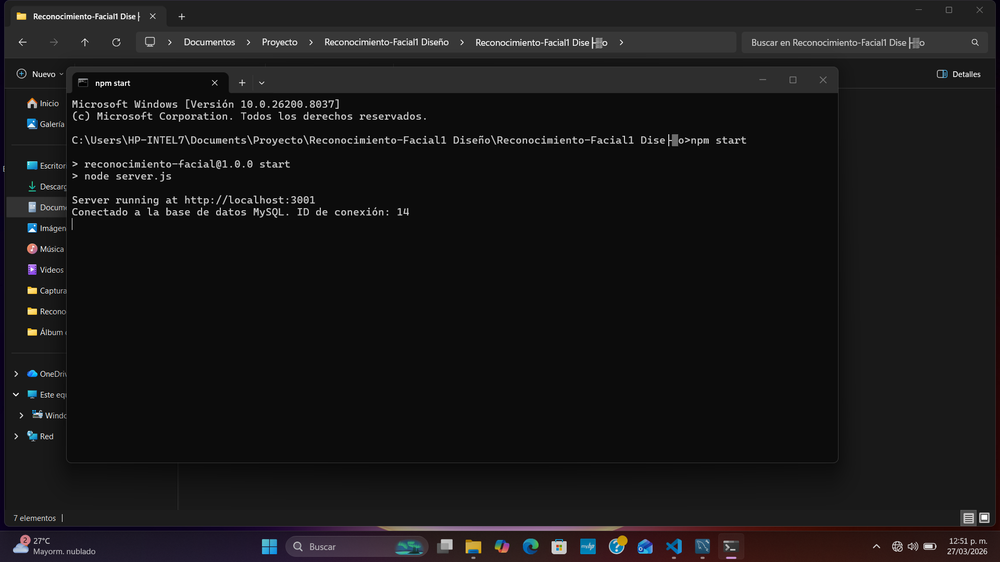 Reconocimiento-Facial1 Dise├
Documentos > Proyecto > Reconocimiento-Facial1 Diseño > Reconocimiento-Facial1 Dise├▒o >
Buscar en Reconocimiento-Facial1 Dise├▒o
Nuevo
Detalles
npm start
Microsoft Windows [Versión 10.0.26200.8037]
(c) Microsoft Corporation. Todos los derechos reservados.
C:\Users\HP-INTEL7\Documents\Proyecto\Reconocimiento-Facial1 Diseño\Reconocimiento-Facial1 Dise├▒o>npm start
> reconocimiento-facial@1.0.0 start
> node server.js
Server running at http://localhost:3001
Conectado a la base de datos MySQL. ID de conexión: 14
Inicio
Galería
Escritori
Descarg
Docume
Imágen
Música
Videos
Captura
Recono
Álbum
OneDriv
Este equ
Windo
Red
7 elementos
2
27°C
Mayorm. nublado
Buscar
myhp
12:51 p. m.
27/03/2026